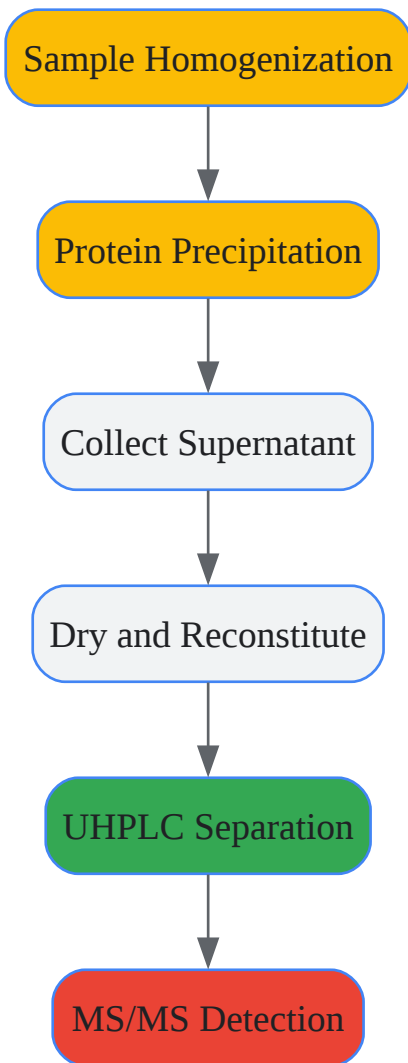 Sample Homogenization
Protein Precipitation
Collect Supernatant
Dry and Reconstitute
UHPLC Separation
MS/MS Detection